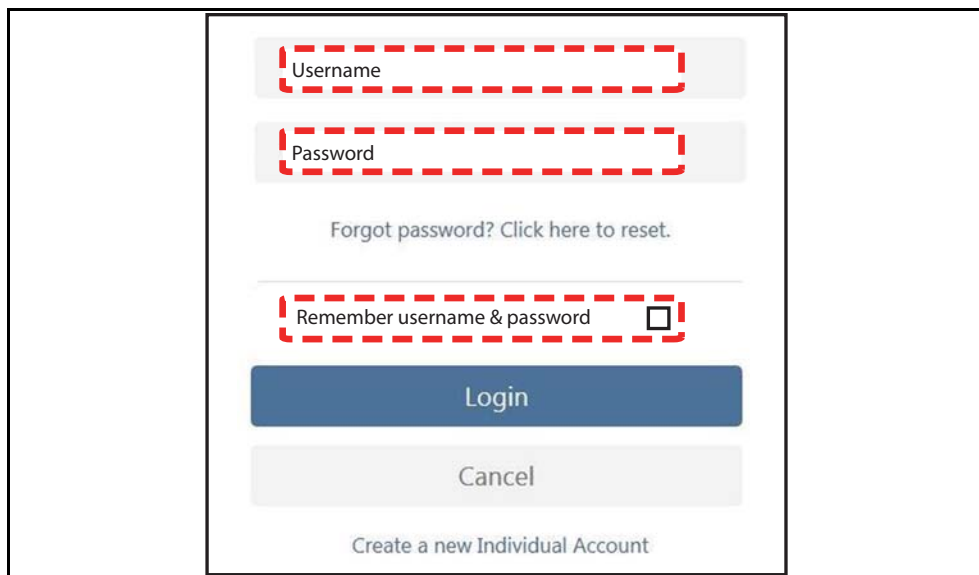 Username
Password
Forgot password? Click here to reset.
Remember username & password
Login
Cancel
Create a new Individual Account